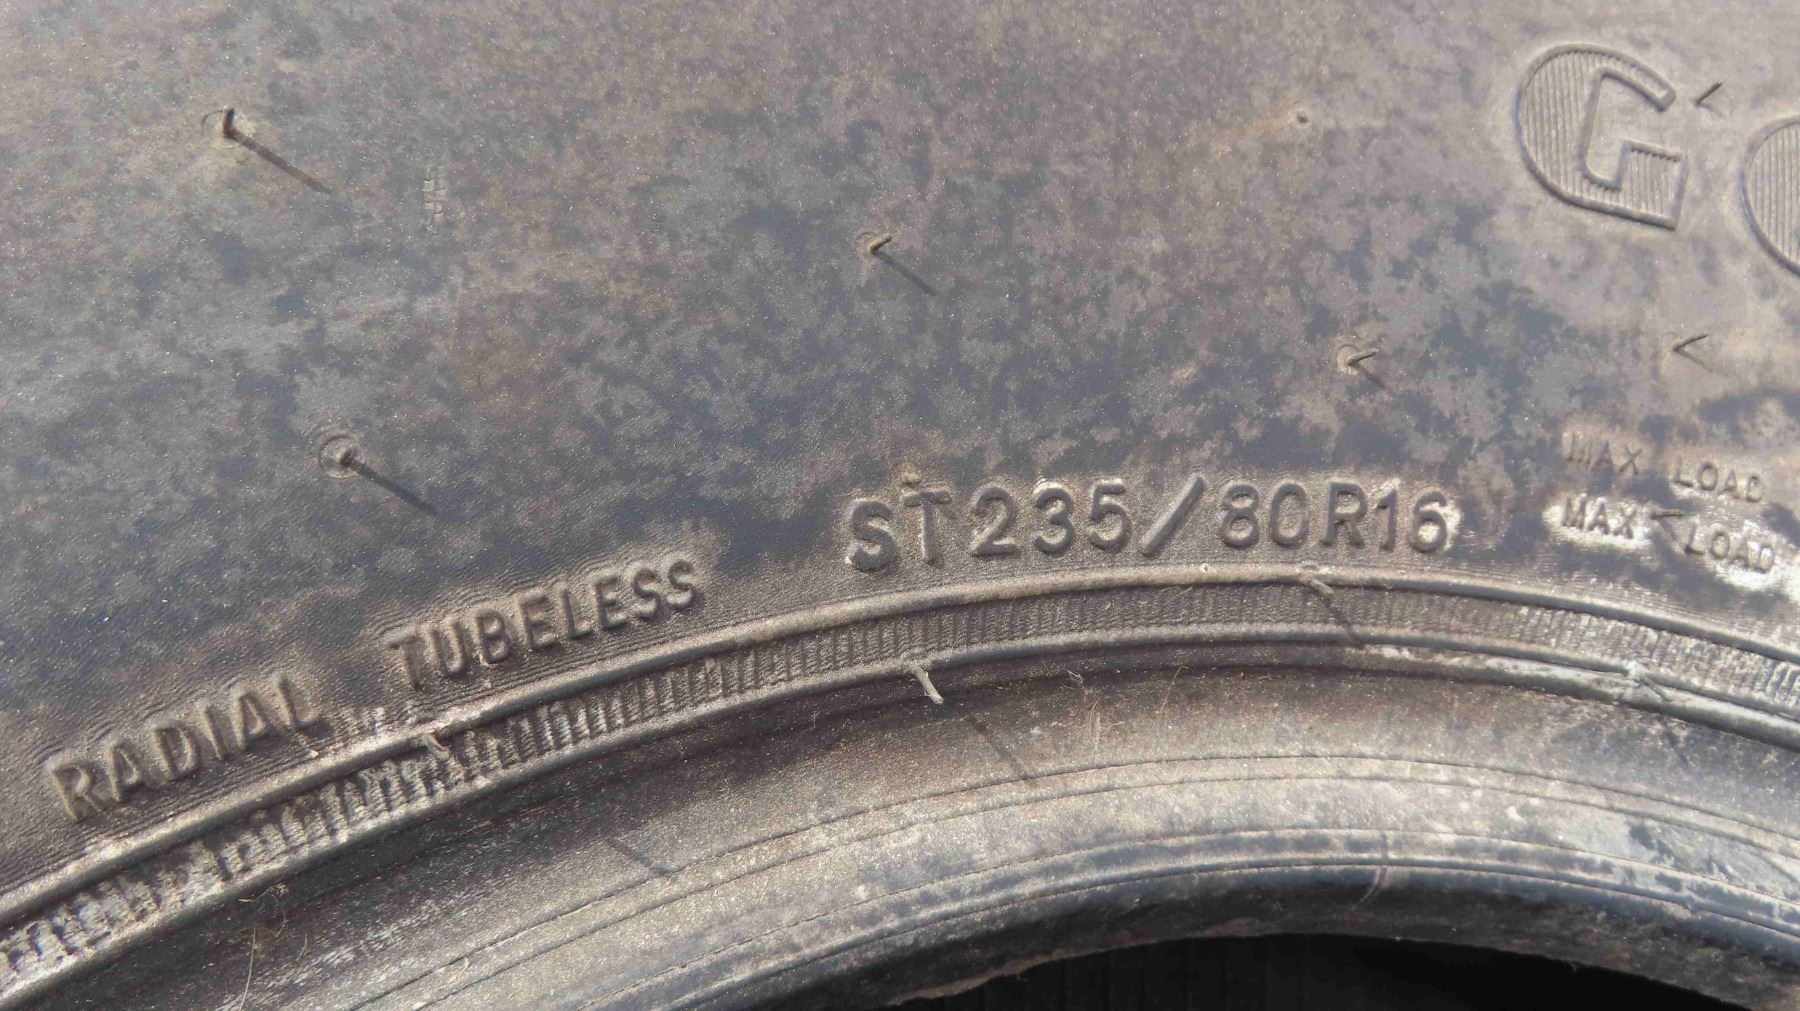 G
RADIAL TUBELESS ST235/80R16
MAX LOAD
MAX LOAD